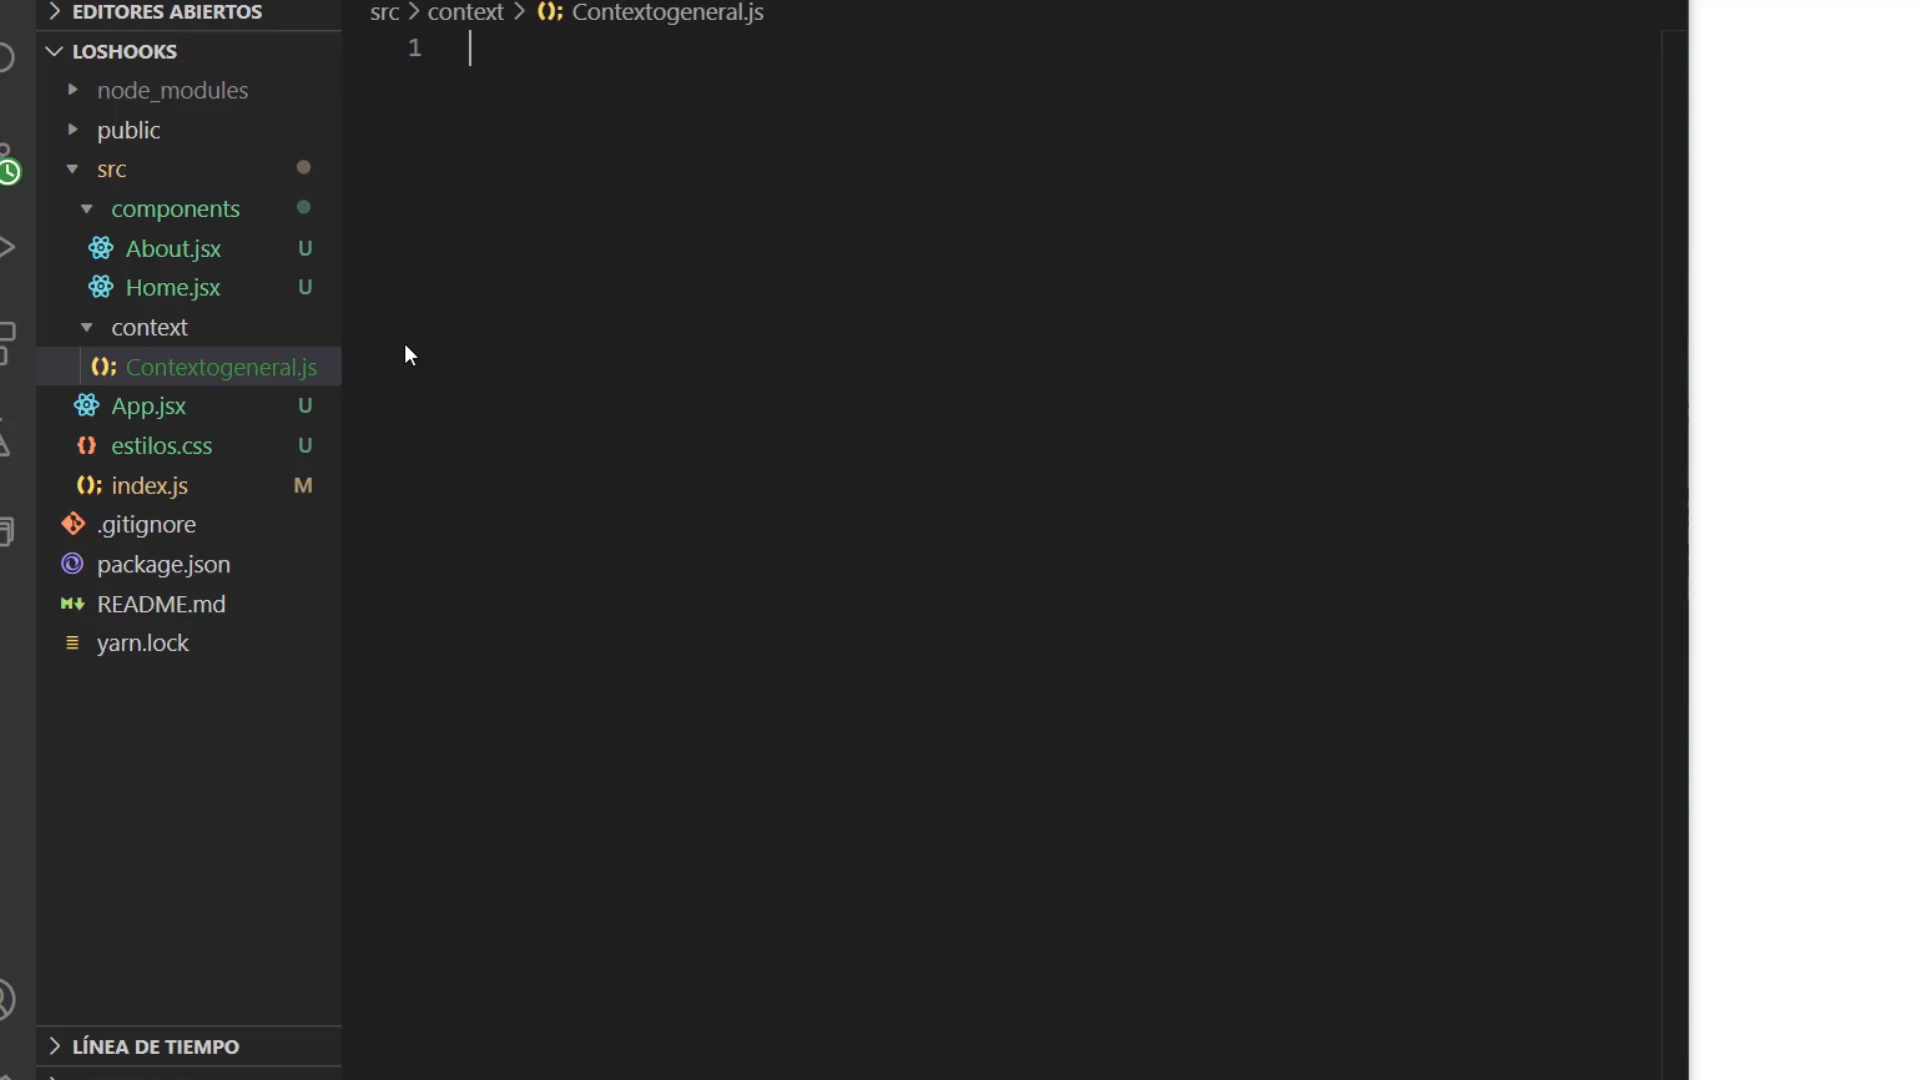 EDITORES ABIERTOS
LOSHOOKS
node_modules
public
src
components
About.jsx U
Home.jsx U
context
Contextogeneral.js
App.jsx U
estilos.css U
index.js M
.gitignore
package.json
README.md
yarn.lock
LÍNEA DE TIEMPO
src > context > Contextogeneral.js
1